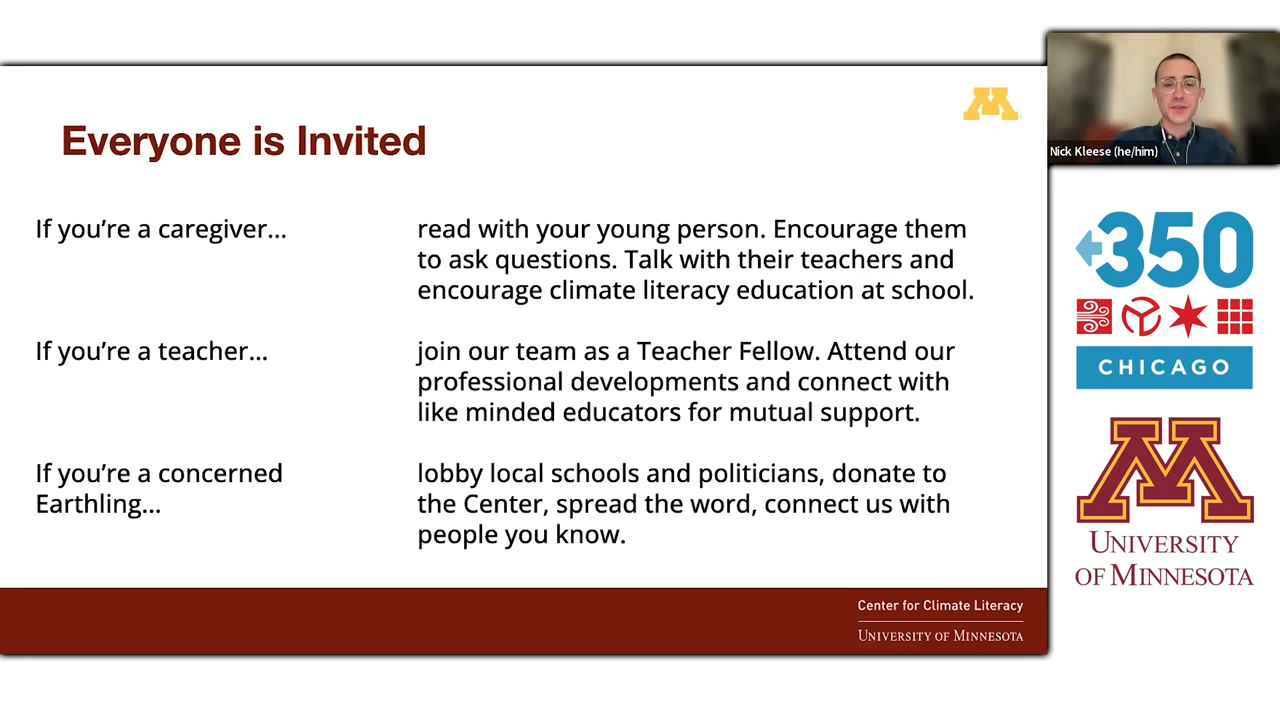 Everyone is Invited
If you’re a caregiver...
read with your young person. Encourage them
to ask questions. Talk with their teachers and
encourage climate literacy education at school.
If you’re a teacher...
join our team as a Teacher Fellow. Attend our
professional developments and connect with
like minded educators for mutual support.
If you’re a concerned
Earthling...
lobby local schools and politicians, donate to
the Center, spread the word, connect us with
people you know.
Center for Climate Literacy
UNIVERSITY OF MINNESOTA
M
Nick Kleese (he/him)
350
CHICAGO
M
UNIVERSITY
OF MINNESOTA